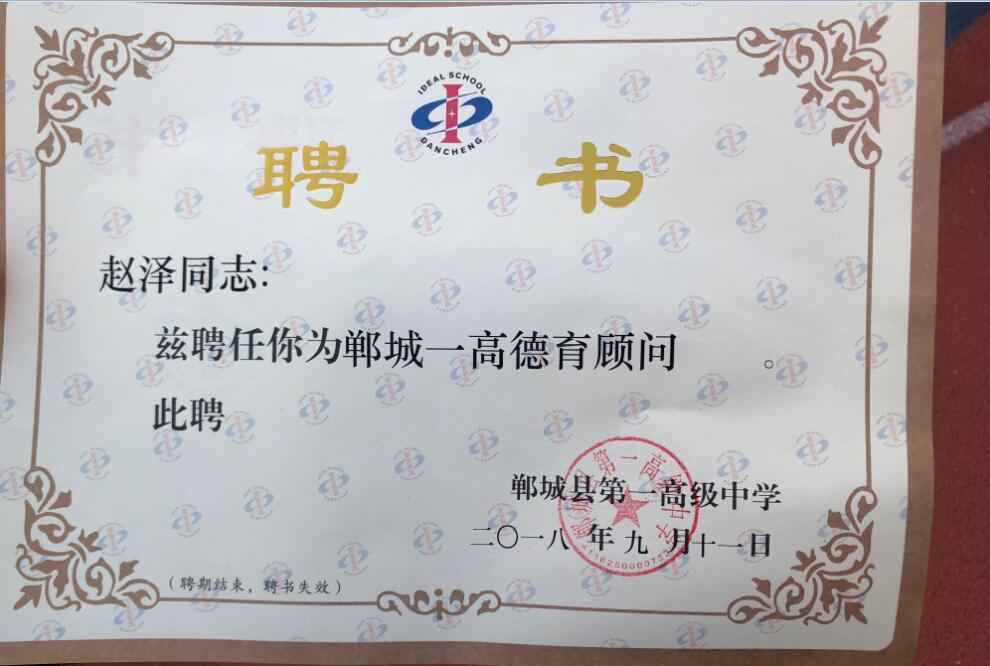 IDEAL SCHOOL
DANCHENG
聘 书
赵泽同志:
兹聘任你为郸城一高德育顾问 。
此聘
郸城县第一高级中学
二〇一八 年 九 月十一日
(聘期结束，聘书失效)